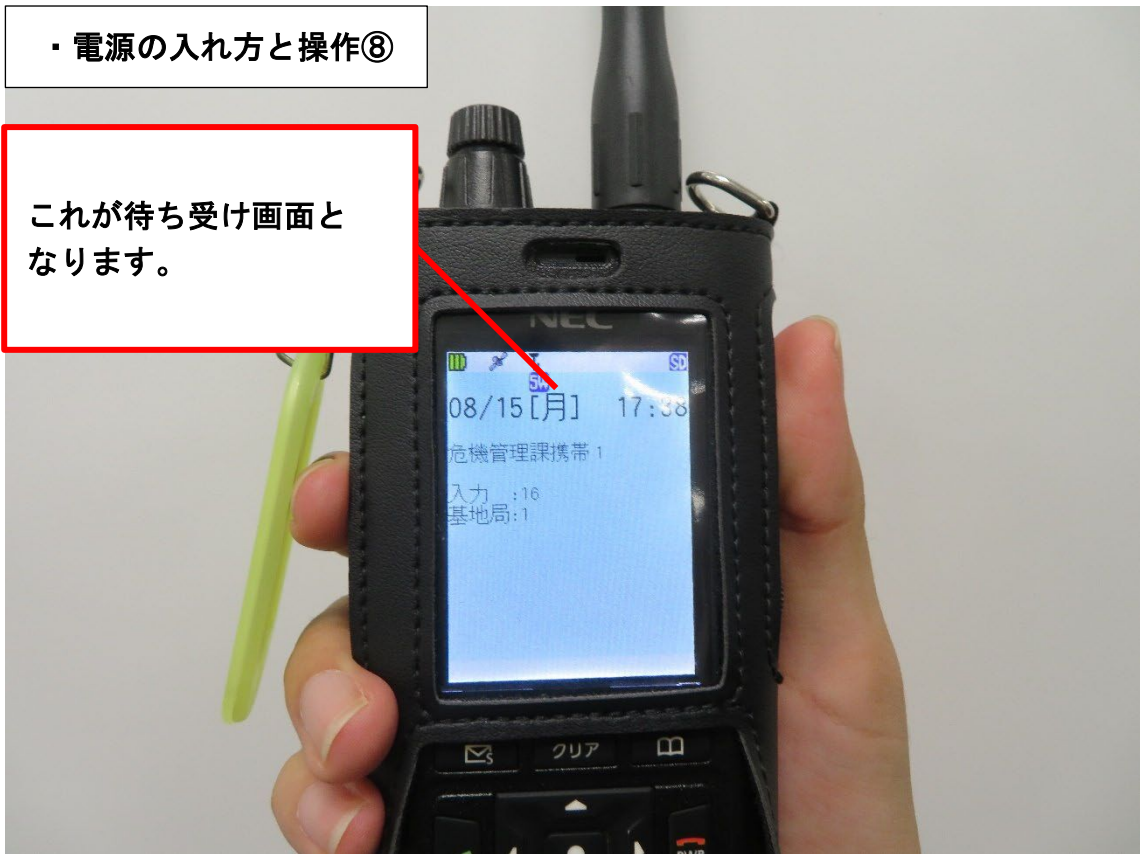 ・電源の入れ方と操作⑧
これが待ち受け画面と
なります。
NEC
SD
5W
08/15[月] 17:38
危機管理課携帯1
入力 :16
基地局:1
S
クリア
PWR